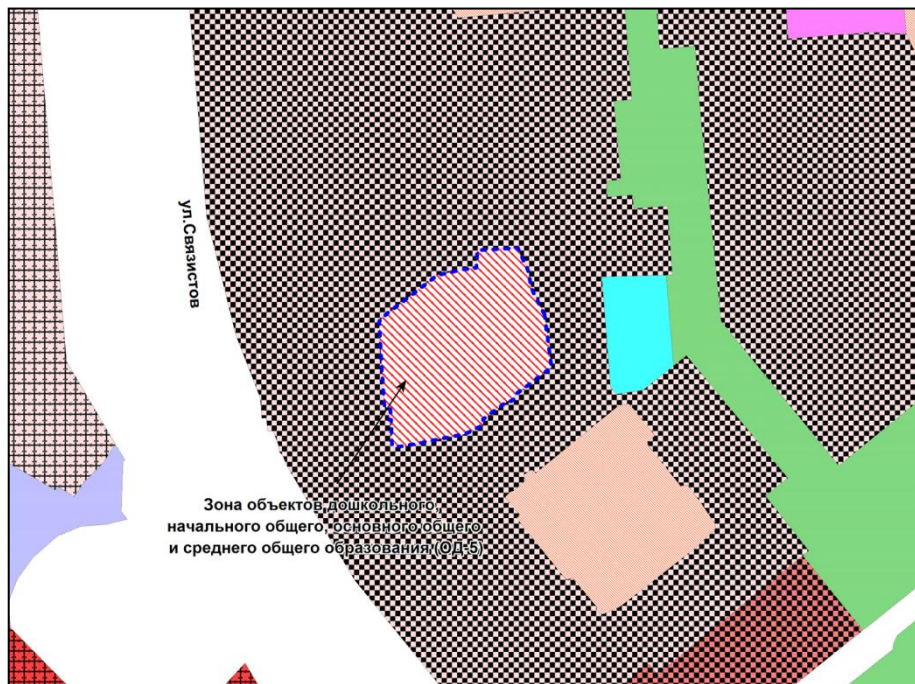 ул.Связистов
Зона объектов дошкольного,
начального общего, основного общего
и среднего общего образования (ОД-5)